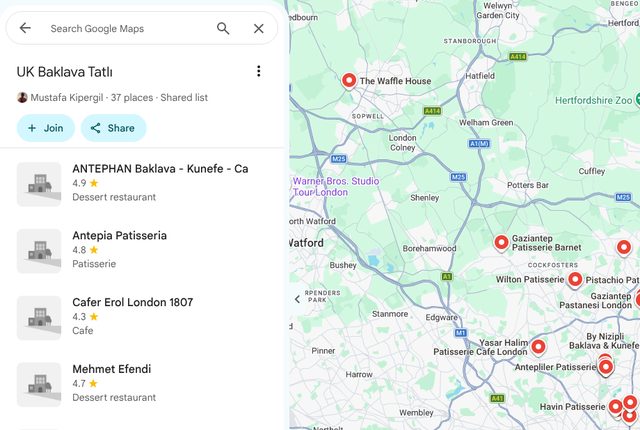 Search Google Maps
UK Baklava Tatlı
Mustafa Kipergil · 37 places · Shared list
Join
Share
ANTEPHAN Baklava - Kunefe - Ca
4.9
Dessert restaurant
Antepia Patisseria
4.8
Patisserie
Cafer Erol London 1807
4.3
Cafe
Mehmet Efendi
4.7
Dessert restaurant
Welwyn
Garden City
Hertford
STANBOROUGH
A414
The Waffle House
Hatfield
Hertfordshire Zoo
SOPWELL
A414
London
Colney
Welham Green
A1(M)
M25
Cuffley
Warner Bros. Studio
Tour London
M25
Potters Bar
Shenley
orth Watford
Watford
Borehamwood
Gaziantep
Patisserie Barnet
Bushey
COCKFOSTERS
A1
Wilton Patisserie
Pistachio Pat
RPENDERS
PARK
Gaziantep
Pastanesi London
Stanmore
Edgware
M1
Yasar Halim
Patisserie Cafe London
By Nizipli
Baklava & Kunefe
Pinner
Harrow
Antepliler Patisserie
A41
Havin Patisserie
Wembley